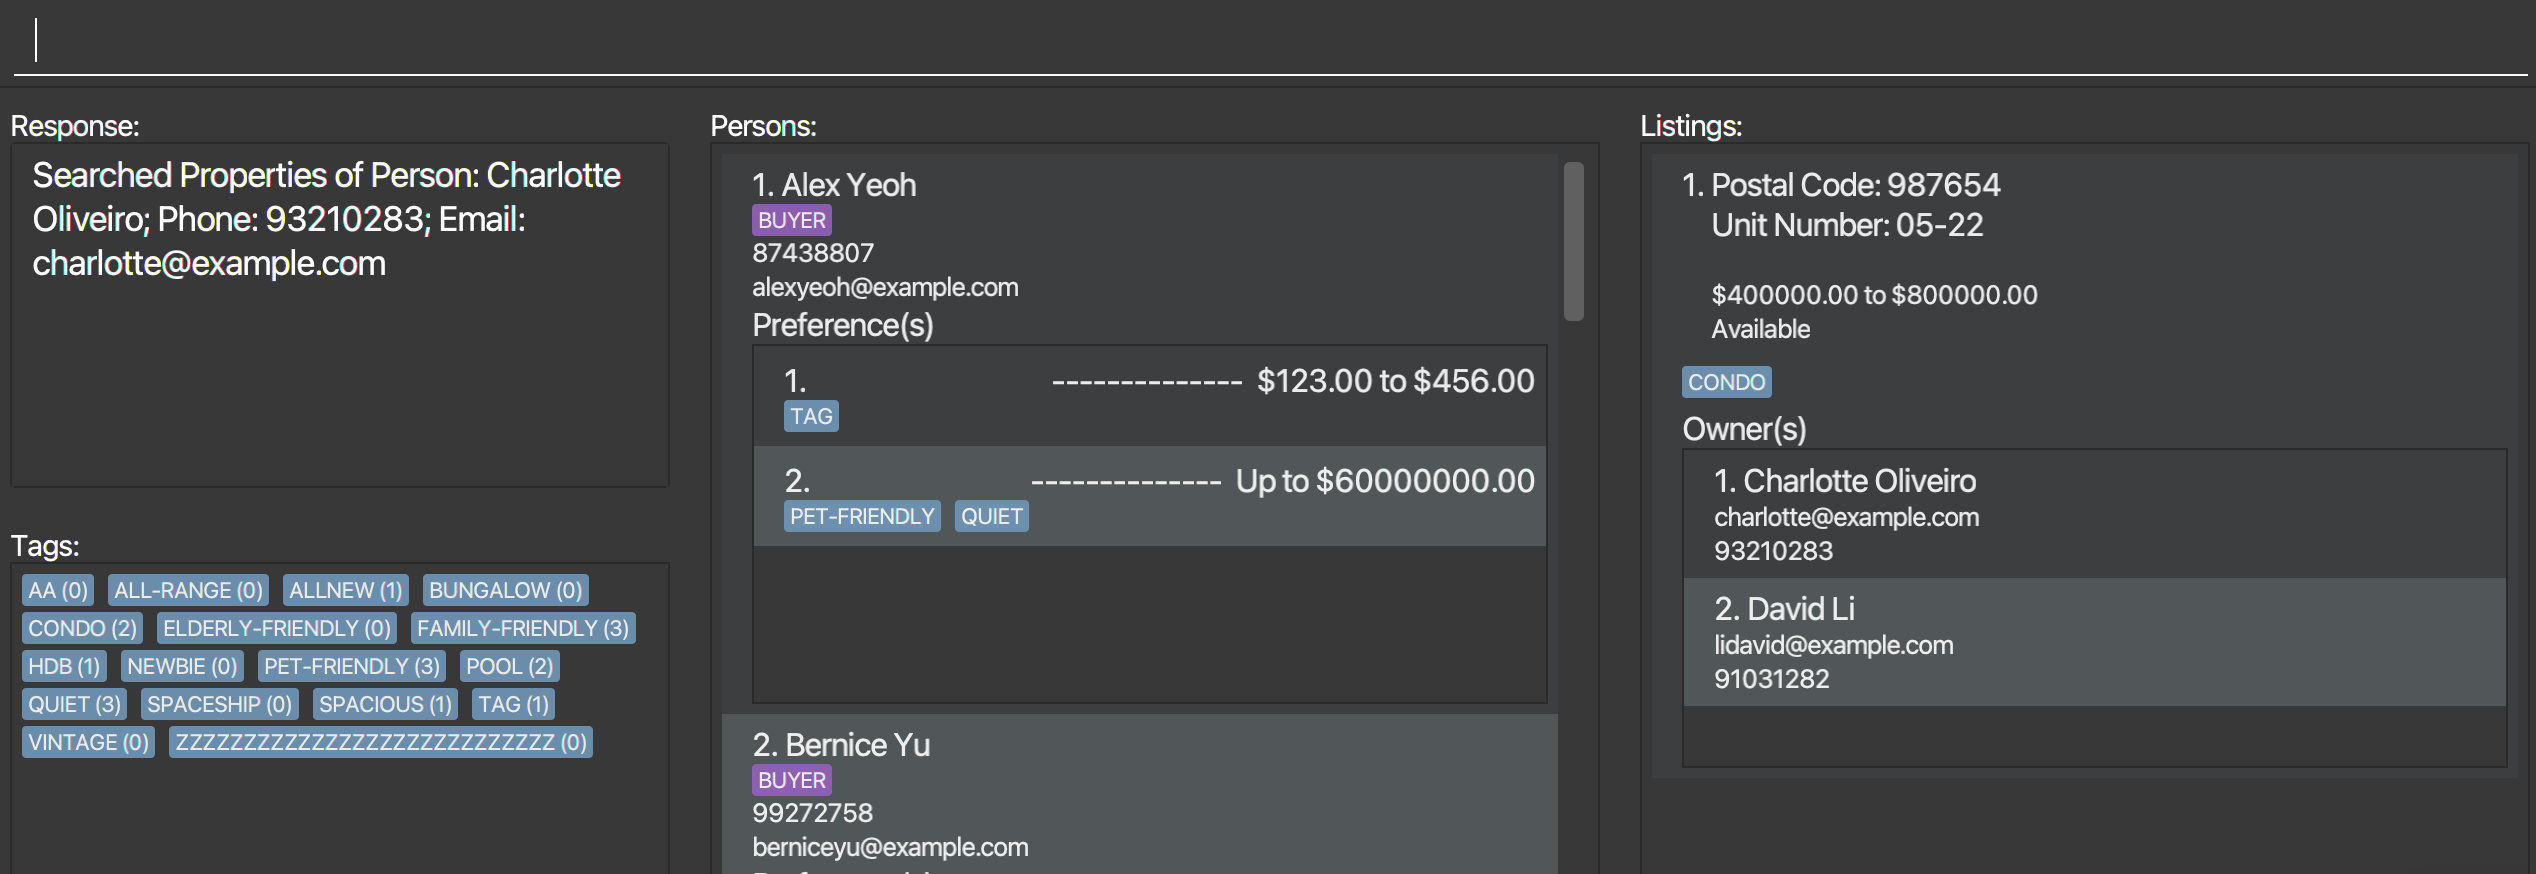 Response:
Searched Properties of Person: Charlotte
Oliveiro; Phone: 93210283; Email:
charlotte@example.com
Tags:
AA (0) ALL-RANGE (0) ALLNEW (1) BUNGALOW (0)
CONDO (2) ELDERLY-FRIENDLY (0) FAMILY-FRIENDLY (3)
HDB (1) NEWBIE (0) PET-FRIENDLY (3) POOL (2)
QUIET (3) SPACESHIP (0) SPACIOUS (1) TAG (1)
VINTAGE (0) ZZZZZZZZZZZZZZZZZZZZZZZZZZZZ (0)
Persons:
1. Alex Yeoh
BUYER
87438807
alexyeoh@example.com
Preference(s)
1. -------------- $123.00 to $456.00
TAG
2. -------------- Up to $60000000.00
PET-FRIENDLY QUIET
2. Bernice Yu
BUYER
99272758
berniceyu@example.com
Listings:
1. Postal Code: 987654
Unit Number: 05-22
$400000.00 to $800000.00
Available
CONDO
Owner(s)
1. Charlotte Oliveiro
charlotte@example.com
93210283
2. David Li
lidavid@example.com
91031282